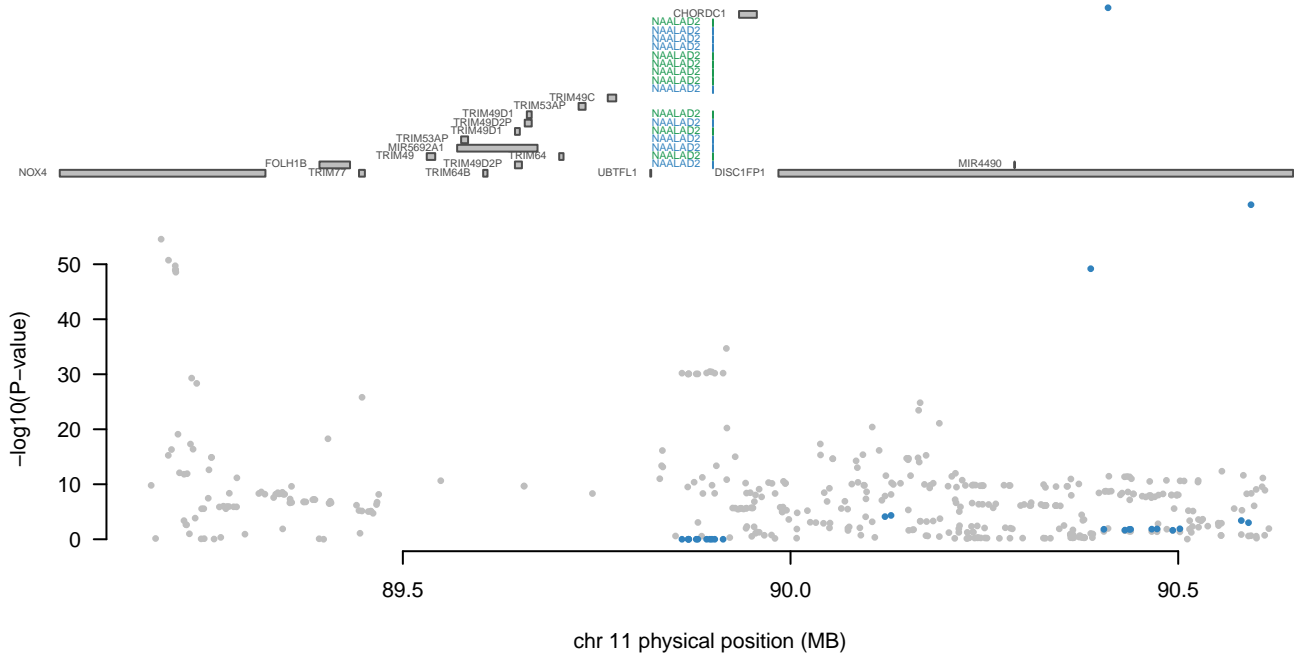 CHORDC1
NAALAD2
NAALAD2
NAALAD2
NAALAD2
NAALAD2
NAALAD2
NAALAD2
NAALAD2
NAALAD2
TRIM49C
TRIM53AP
TRIM49D1 NAALAD2
TRIM49D2P NAALAD2
TRIM49D1 NAALAD2
TRIM53AP NAALAD2
MIR5692A1 NAALAD2
TRIM49 TRIM64 NAALAD2
FOLH1B TRIM49D2P NAALAD2 MIR4490
NOX4 TRIM77 TRIM64B UBTFL1 DISC1FP1
50
40
30
20
10
0
−log10(P−value)
89.5 90.0 90.5
chr 11 physical position (MB)